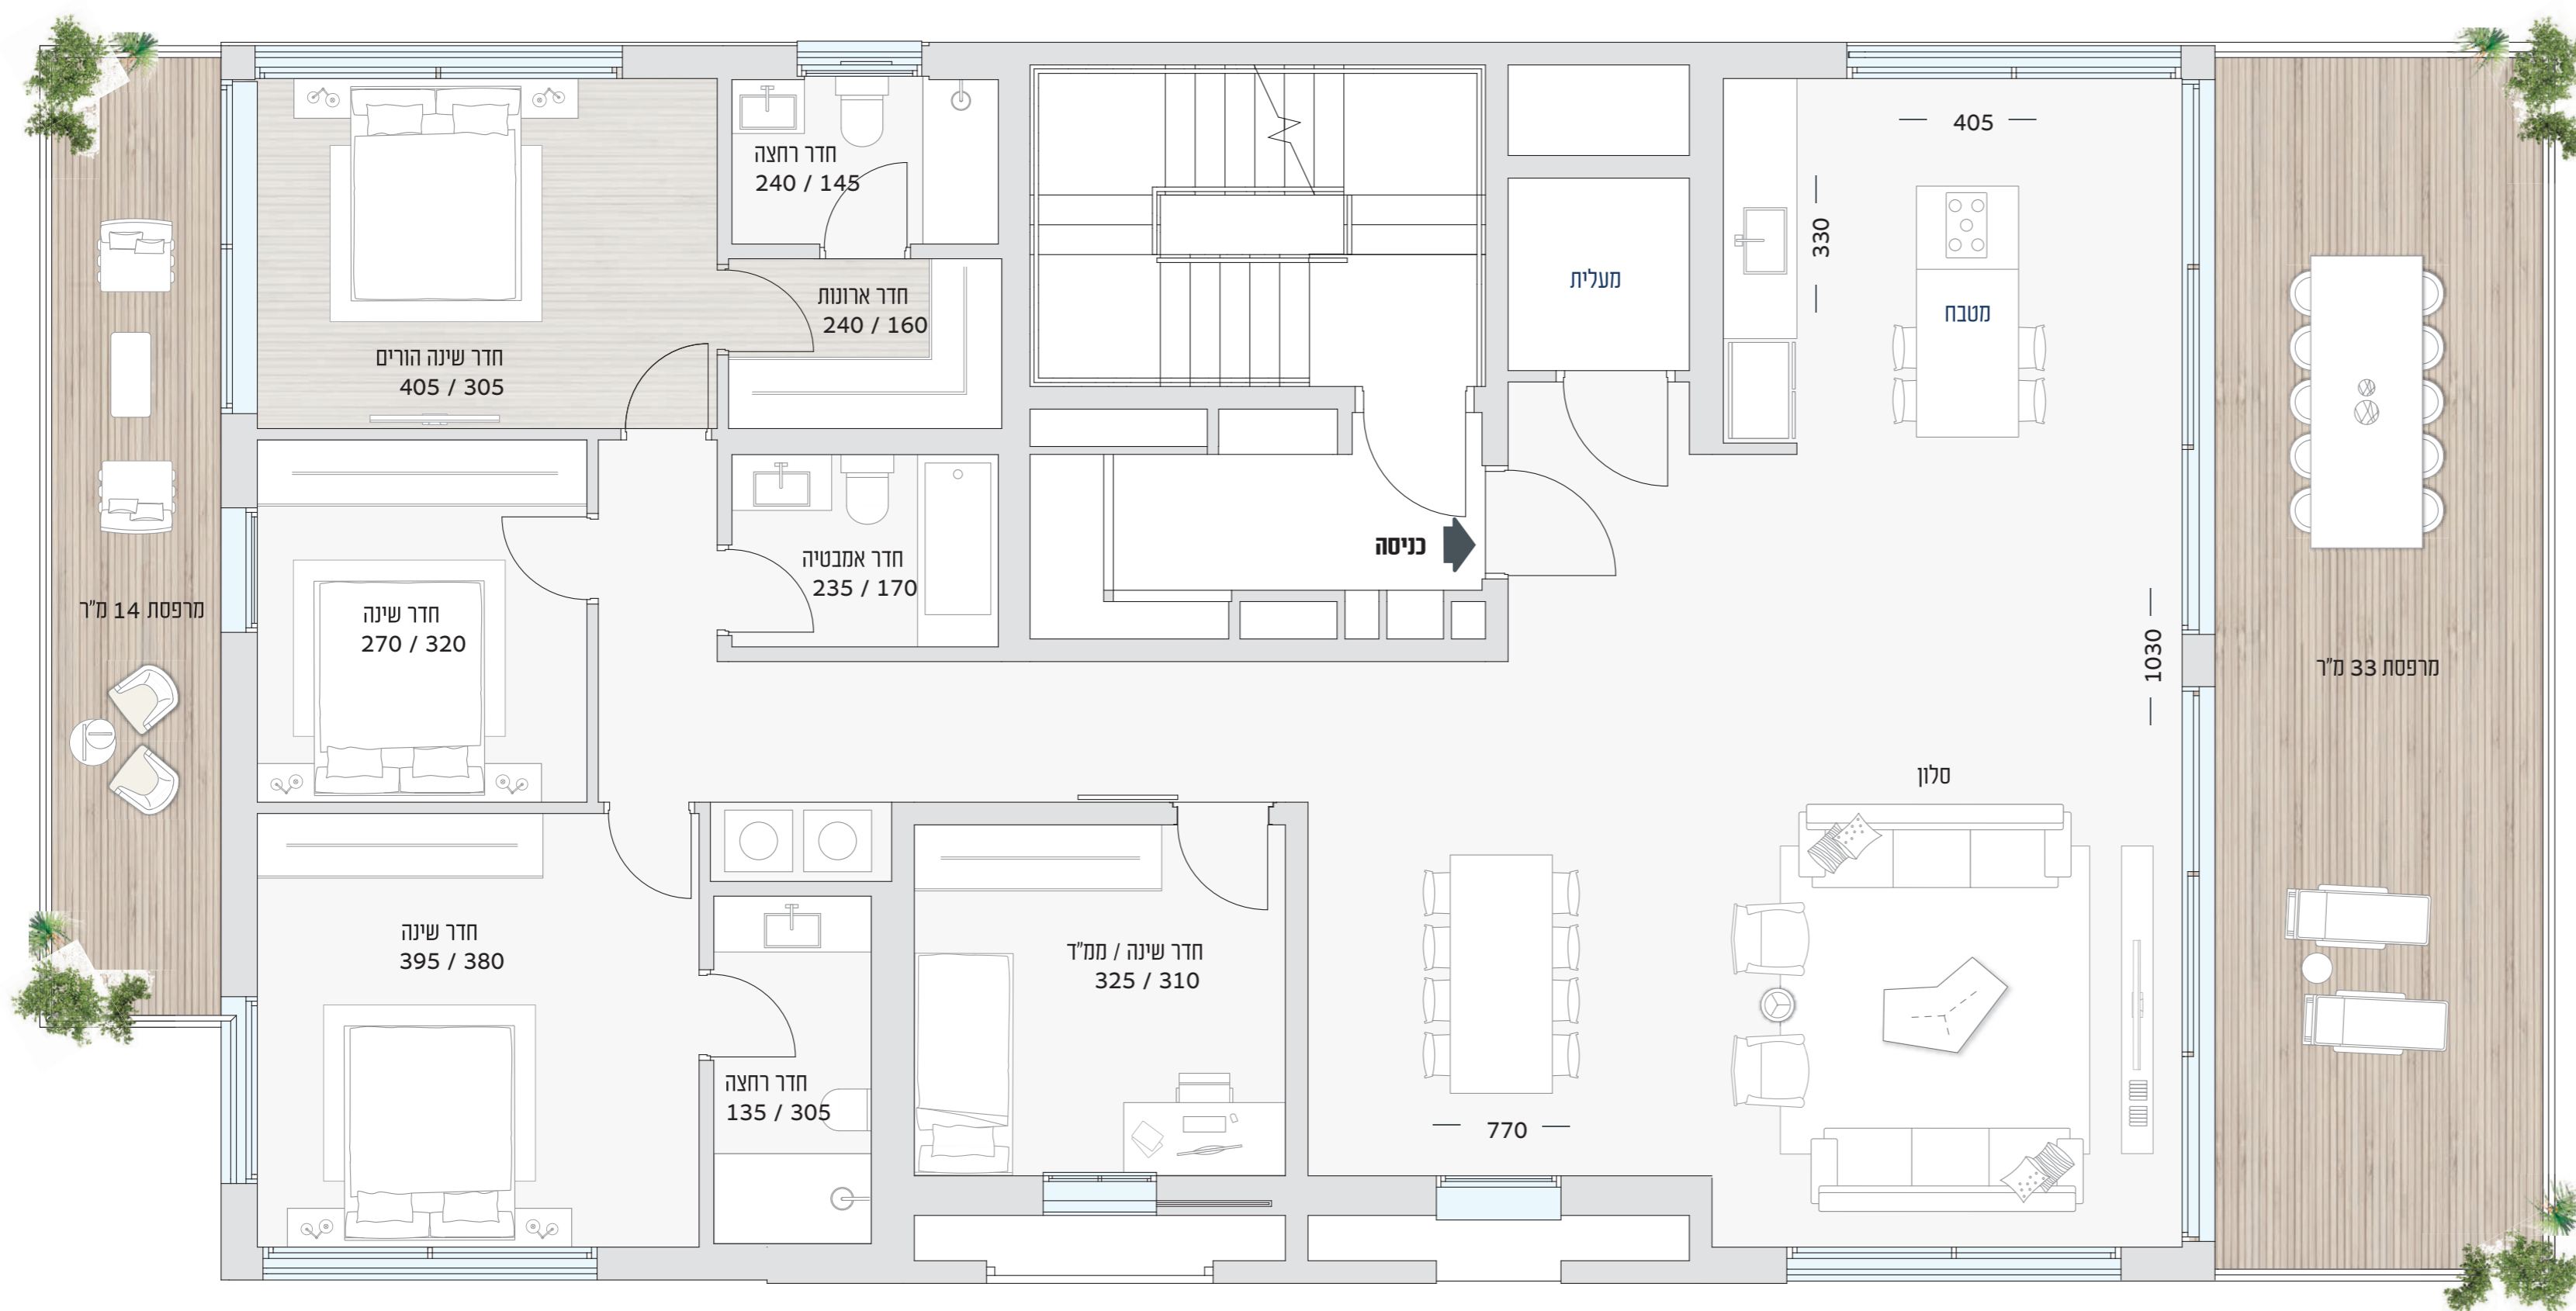 405
חדר רחצה
240 / 145
330
מעלית
חדר ארונות
240 / 160
מטבח
חדר שינה הורים
405 / 305
כניסה
חדר אמבטיה
235 / 170
חדר שינה
270 / 320
מרפסת 14 מ"ר
1030
מרפסת 33 מ"ר
סלון
חדר שינה
395 / 380
חדר שינה / ממ"ד
325 / 310
חדר רחצה
135 / 305
770